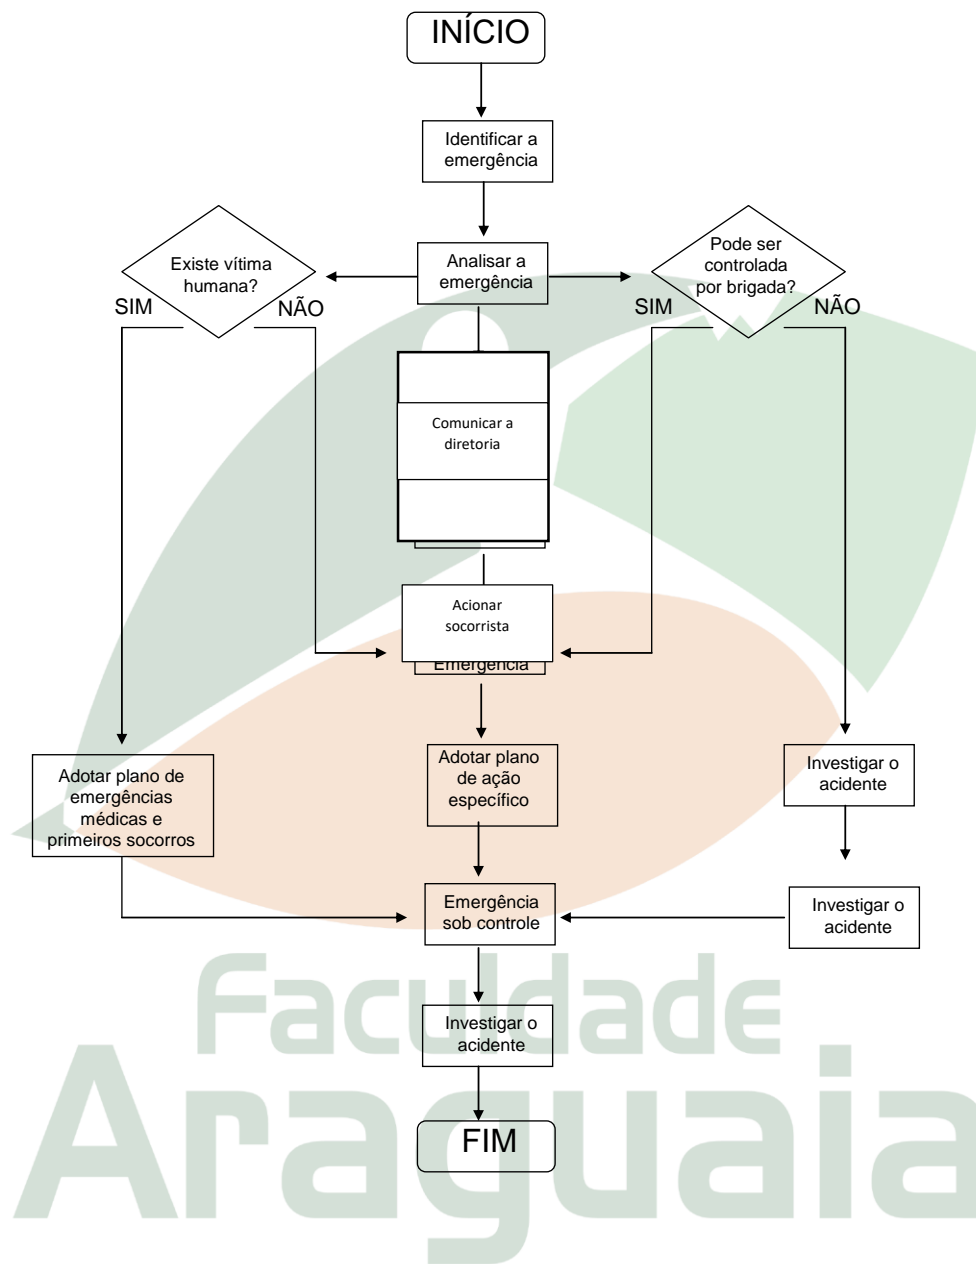 INÍCIO
Identificar a
emergência
Existe vítima
humana?
SIM
NÃO
Analisar a
emergência
Pode ser
controlada
por brigada?
SIM
NÃO
Comunicar a
diretoria
Acionar
socorrista
Emergência
Adotar plano de
emergências
médicas e
primeiros socorros
Adotar plano
de ação
específico
Investigar o
acidente
Emergência
sob controle
Investigar o
acidente
Investigar o
acidente
FIM
Faculdade
Araguaia